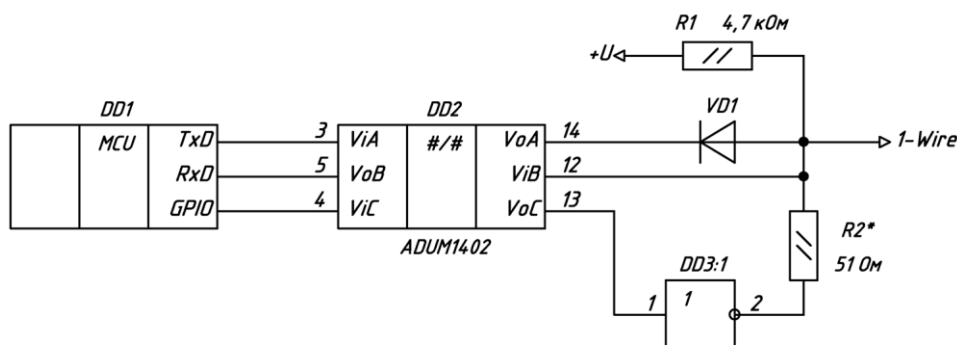 R1 4,7 кОм
+U
DD1 DD2 VD1
MCU TxD 3 ViA #/# VoA 14 1-Wire
RxD 5 VoB ViB 12
GPIO 4 ViC VoC 13
ADUM1402
R2*
51 Ом
DD3:1
1 1 2